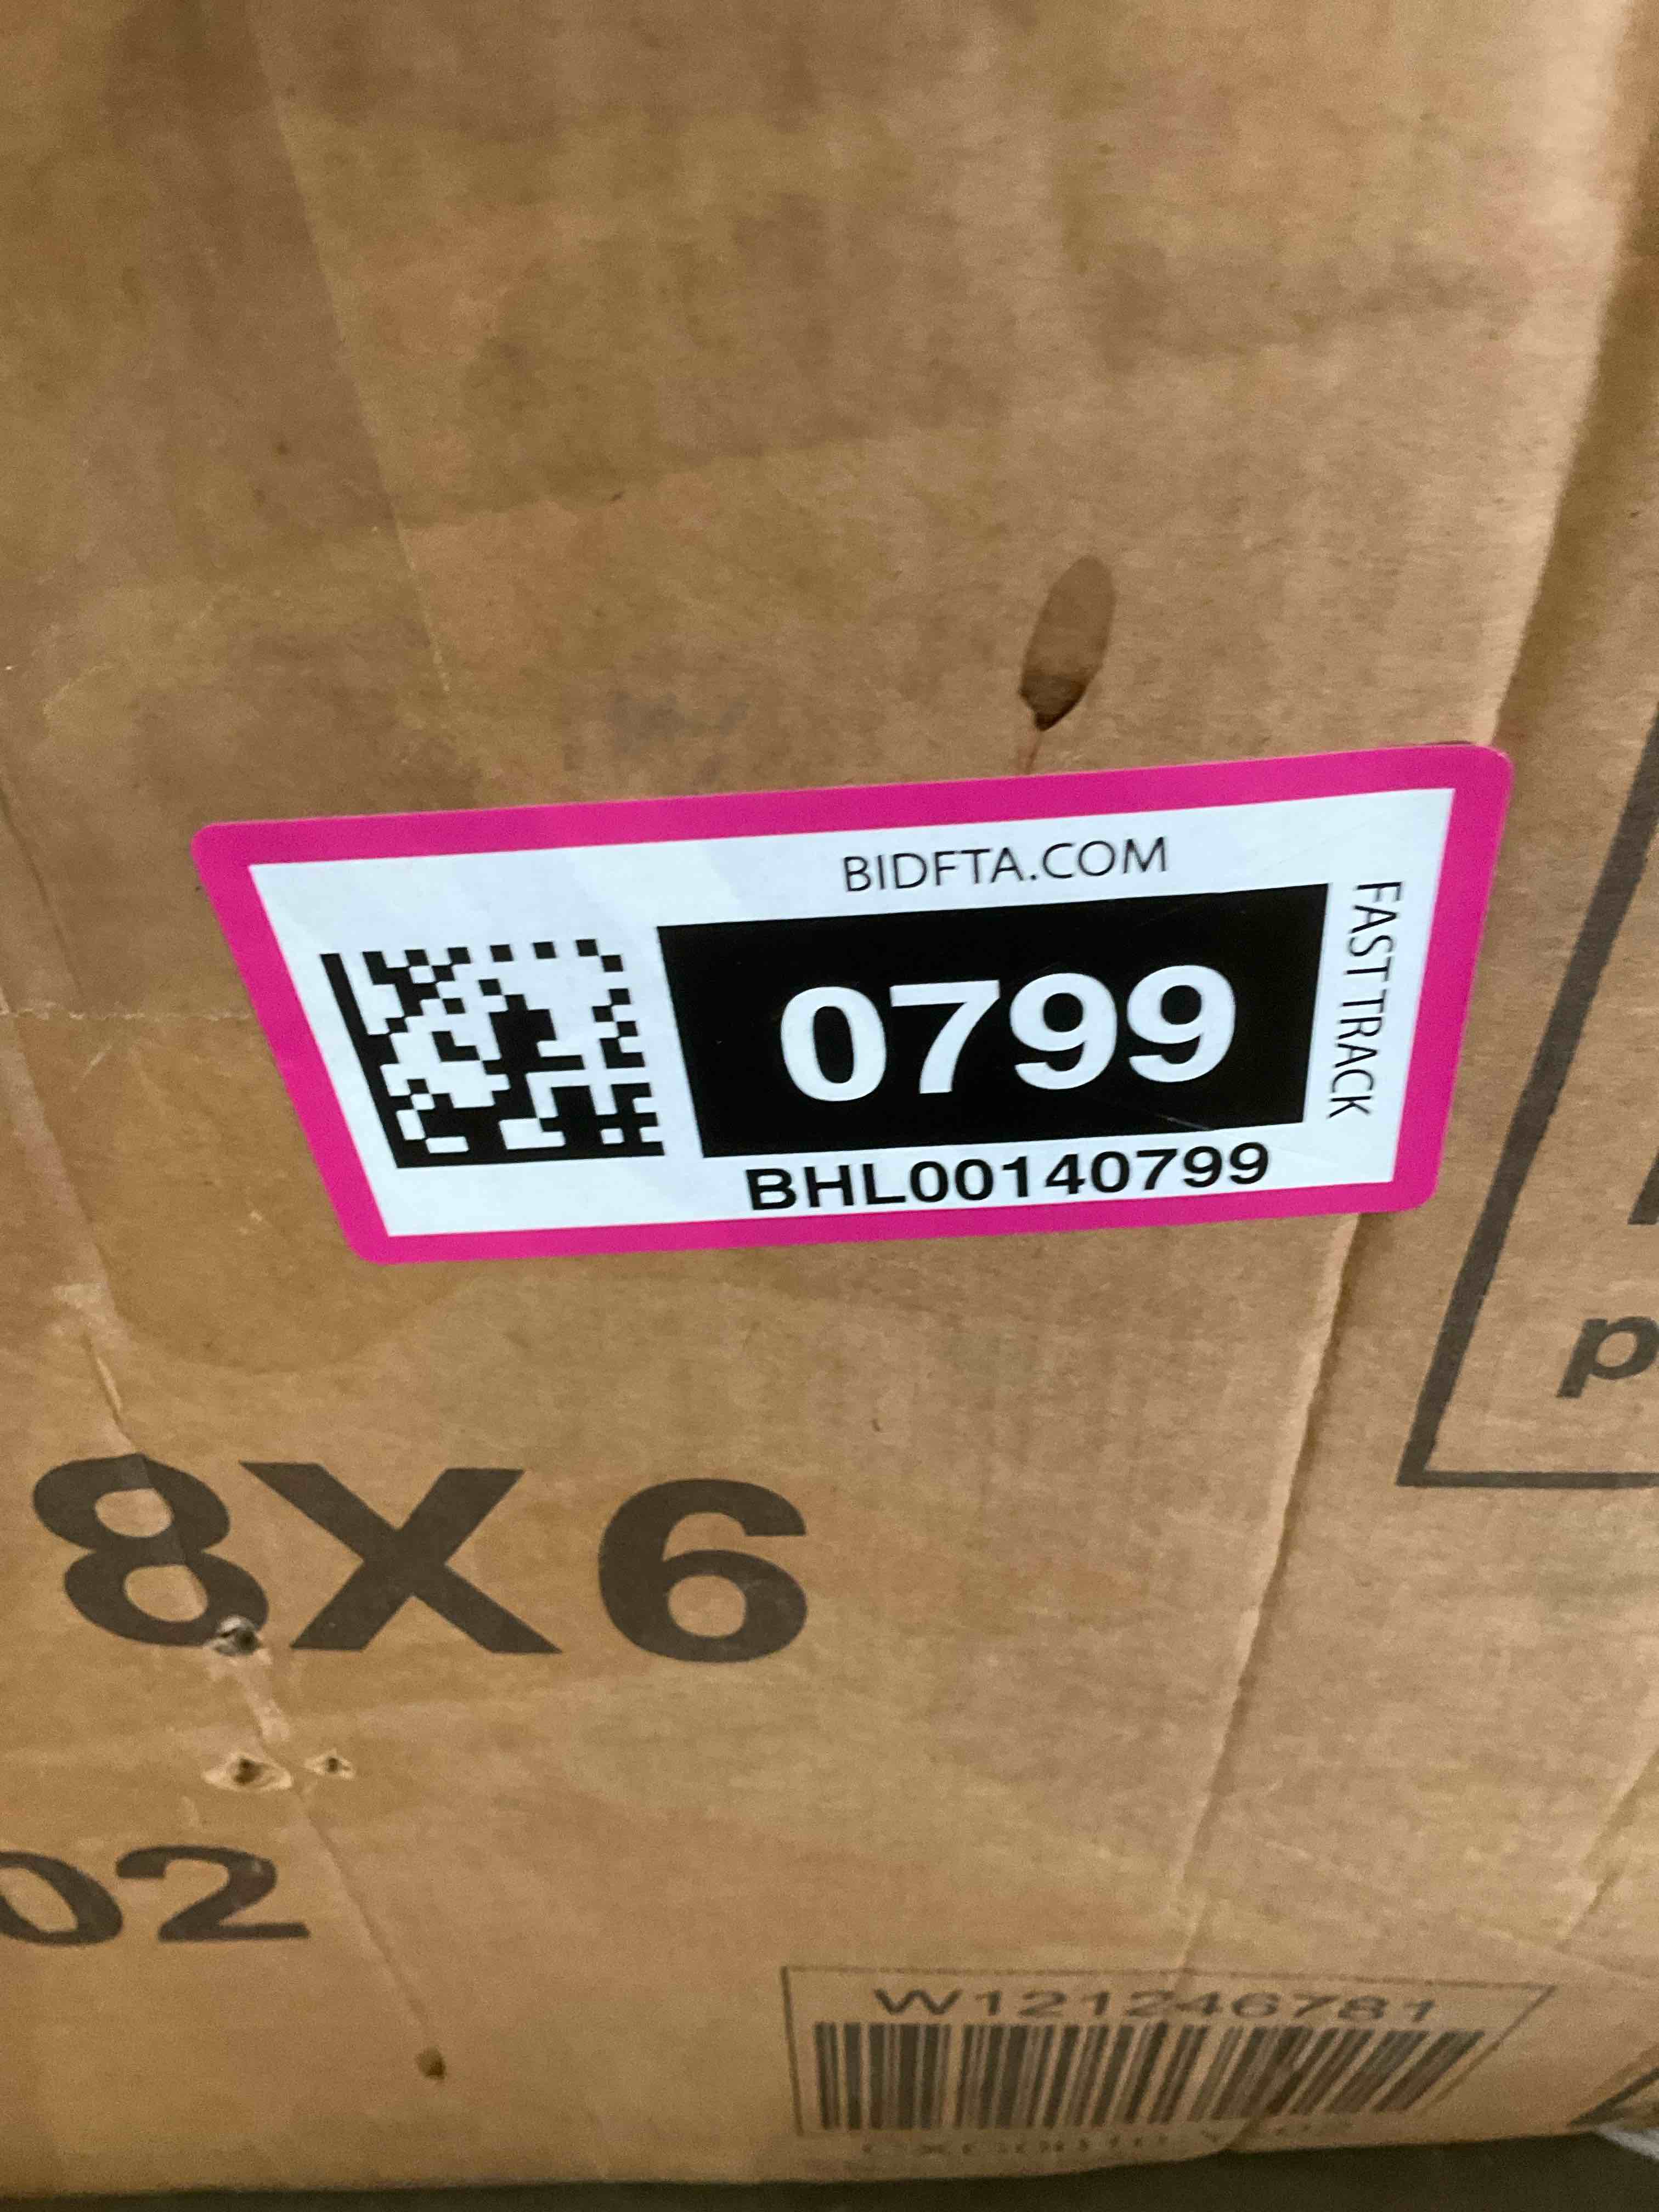 BIDFTA.COM
FAST TRACK
0799
BHL00140799
p
8X6
02
W121246781